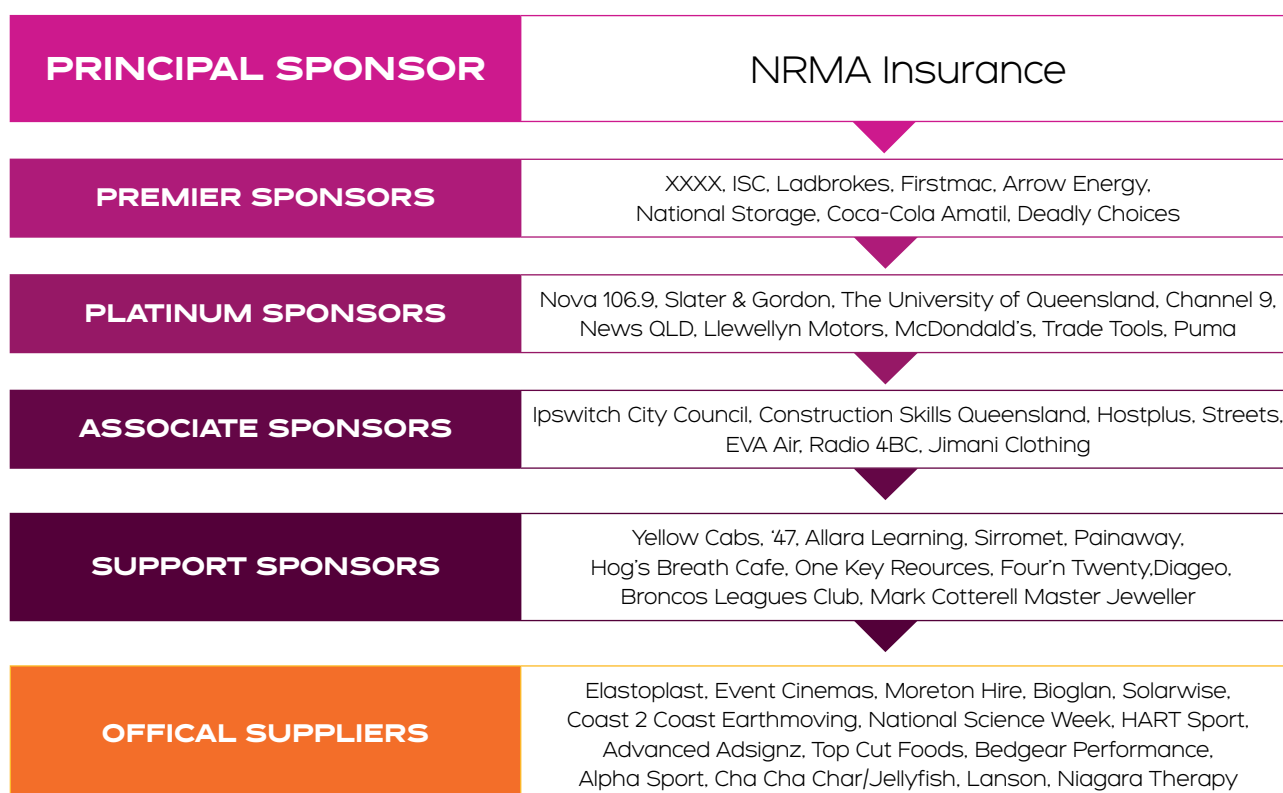 PRINCIPAL SPONSOR
NRMA Insurance
PREMIER SPONSORS
XXXX, ISC, Ladbrokes, Firstmac, Arrow Energy,
National Storage, Coca-Cola Amatil, Deadly Choices
PLATINUM SPONSORS
Nova 106.9, Slater & Gordon, The University of Queensland, Channel 9,
News QLD, Llewellyn Motors, McDondald's, Trade Tools, Puma
ASSOCIATE SPONSORS
Ipswitch City Council, Construction Skills Queensland, Hostplus, Streets,
EVA Air, Radio 4BC, Jimani Clothing
SUPPORT SPONSORS
Yellow Cabs, '47, Allara Learning, Sirromet, Painaway,
Hog's Breath Cafe, One Key Reources, Four'n Twenty,Diageo,
Broncos Leagues Club, Mark Cotterell Master Jeweller
OFFICAL SUPPLIERS
Elastoplast, Event Cinemas, Moreton Hire, Bioglan, Solarwise,
Coast 2 Coast Earthmoving, National Science Week, HART Sport,
Advanced Adsignz, Top Cut Foods, Bedgear Performance,
Alpha Sport, Cha Cha Char/Jellyfish, Lanson, Niagara Therapy